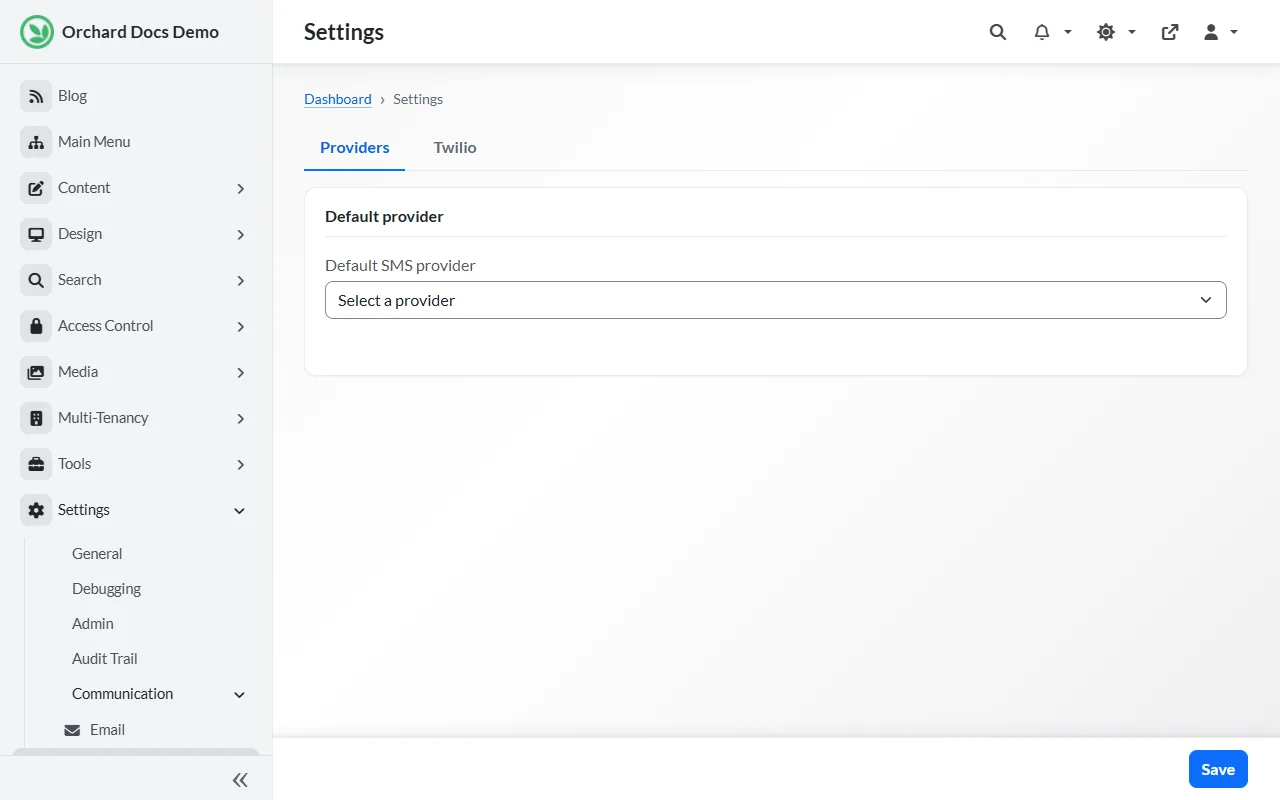 Orchard Docs Demo
Settings
Blog
Main Menu
Content
Design
Search
Access Control
Media
Multi-Tenancy
Tools
Settings
General
Debugging
Admin
Audit Trail
Communication
Email
Dashboard › Settings
Providers Twilio
Default provider
Default SMS provider
Select a provider
Save